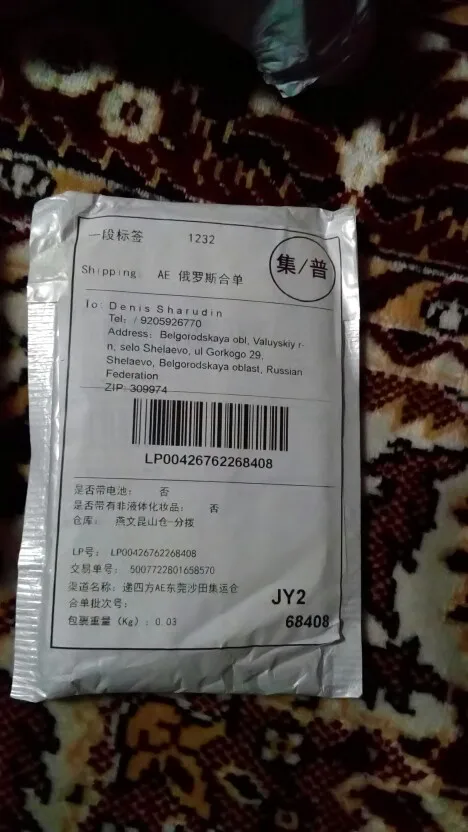 一段标签 1232
集/普
Shipping: AE 俄罗斯合单
To: Denis Sharudin
Tel: / 9205926770
Address: Belgorodskaya obl, Valuyskiy r-
n, selo Shelaevo, ul Gorkogo 29,
Shelaevo, Belgorodskaya oblast, Russian
Federation
ZIP: 309974
LP00426762268408
是否带电池: 否
是否带有非液体化妆品: 否
仓库: 燕文昆山仓-分拨
LP号: LP00426762268408
交易单号: 5007722801658570
渠道名称: 递四方AE东莞沙田集运仓
合单批次号:
JY2
包裹重量 (Kg): 0.03
68408